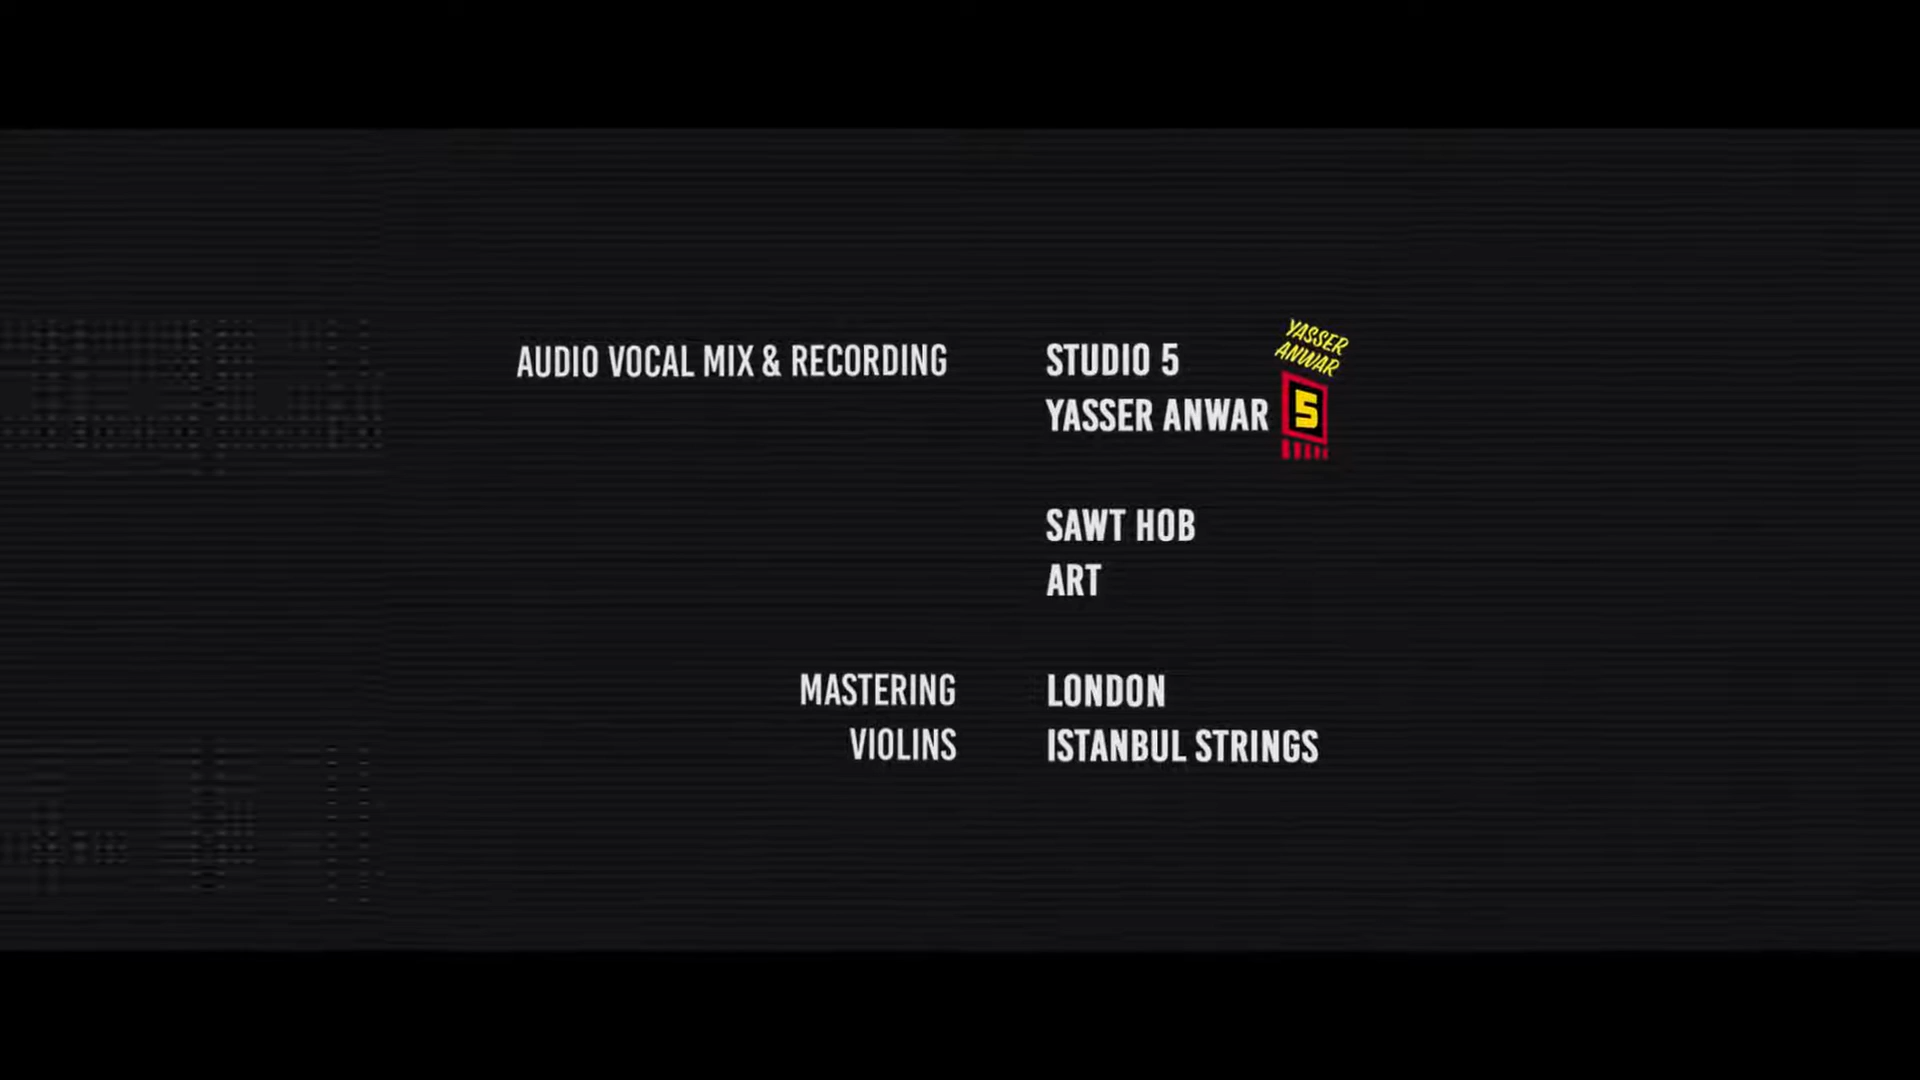 AUDIO VOCAL MIX & RECORDING STUDIO 5
YASSER ANWAR
YASSER
ANWAR
5
SAWT HOB
ART
MASTERING LONDON
VIOLINS ISTANBUL STRINGS